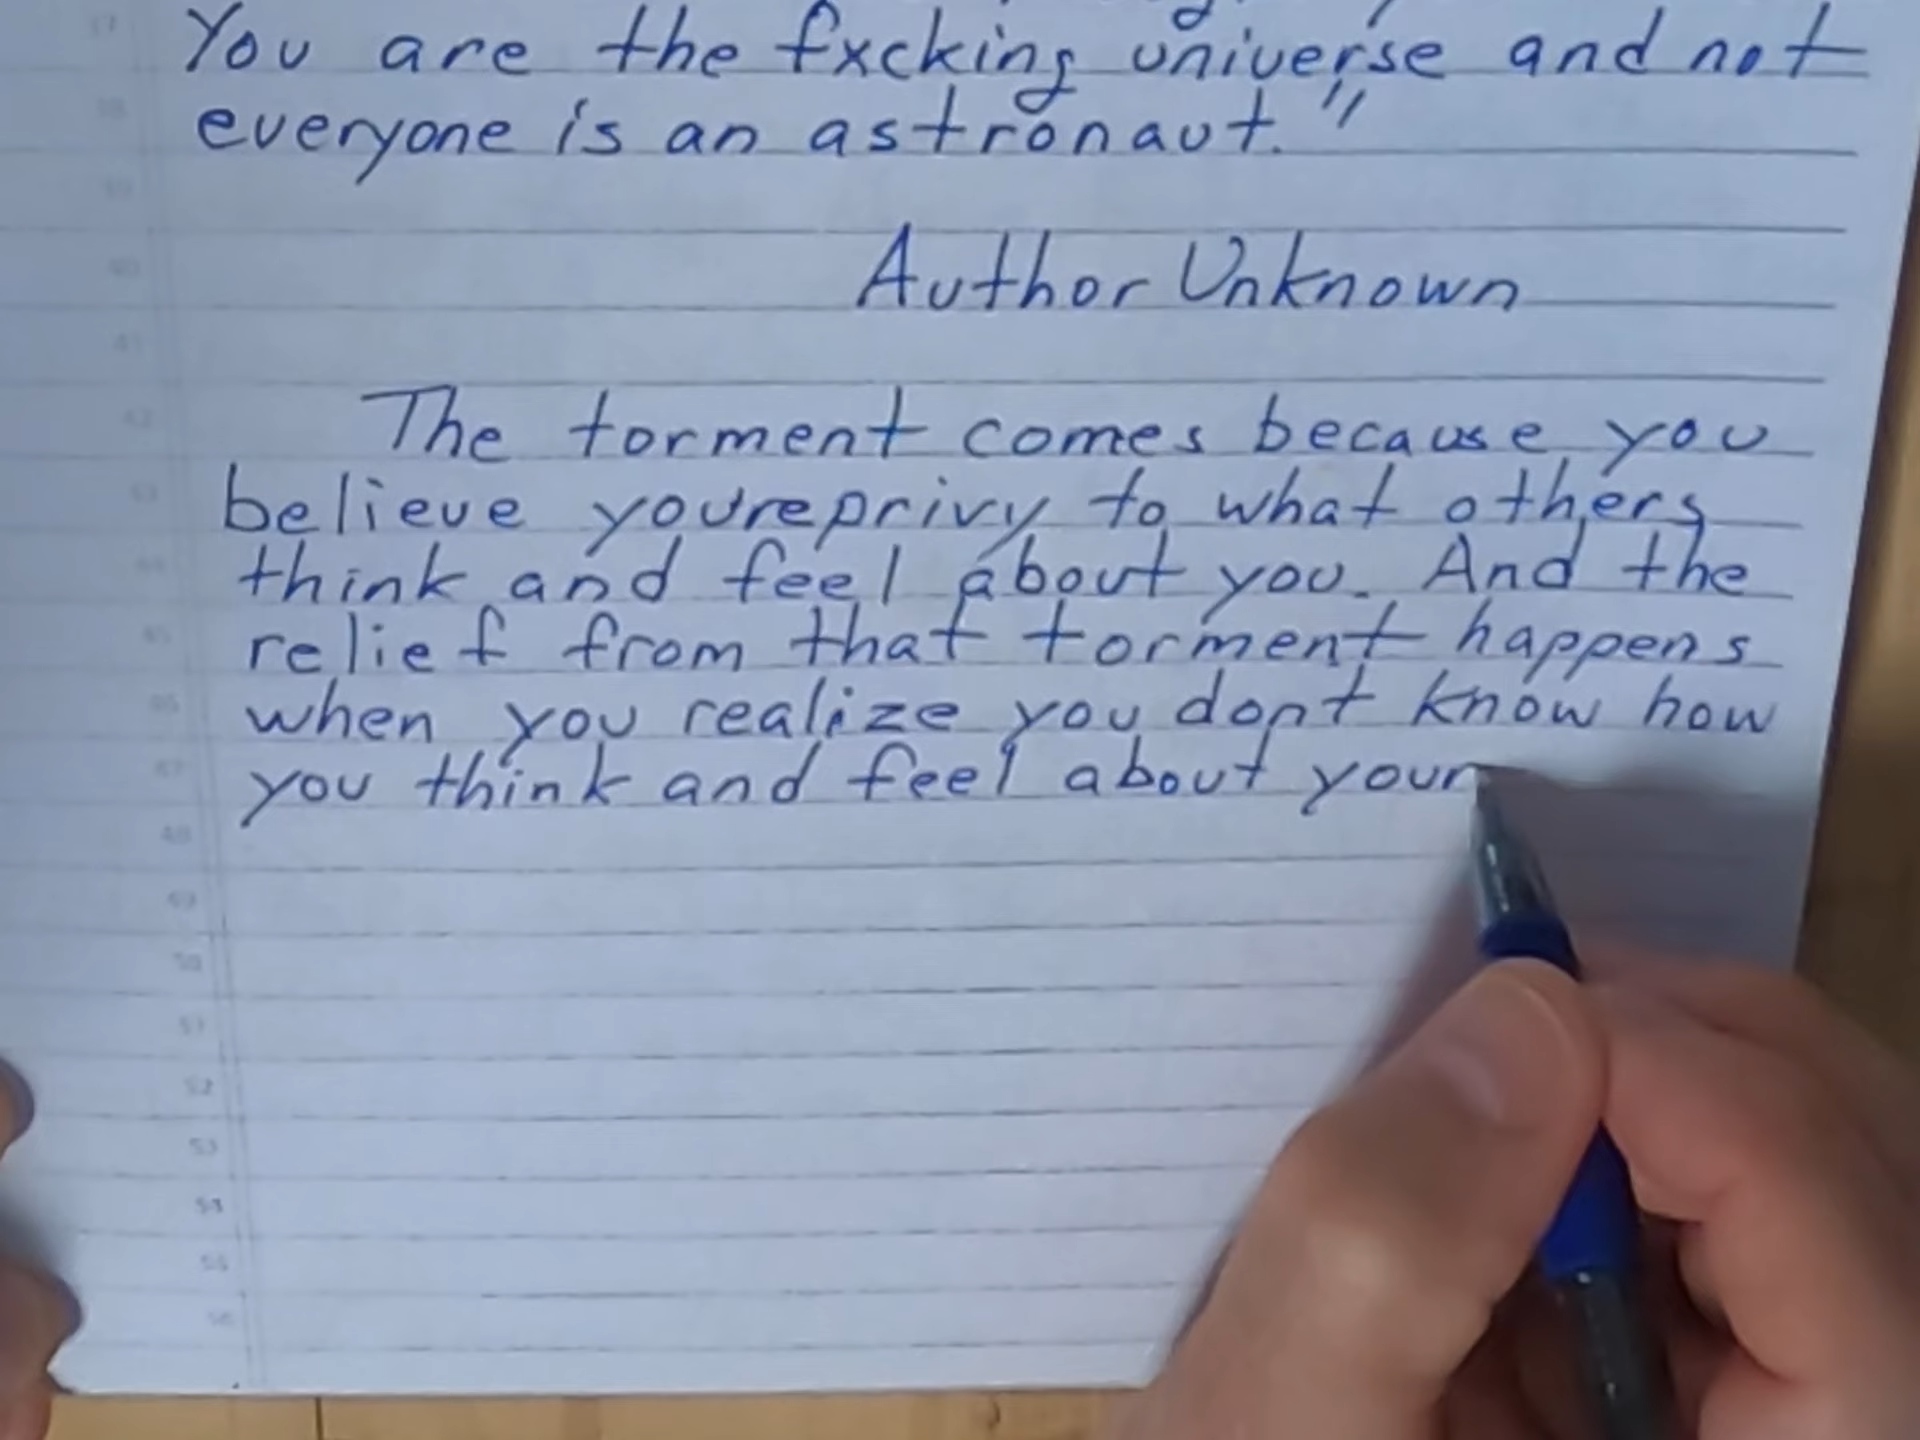 You are the fxcking universe and not
everyone is an astronaut."
Author Unknown
The torment comes because you
believe youre privy to what others
think and feel about you. And the
relief from that torment happens
when you realize you dont know how
you think and feel about your